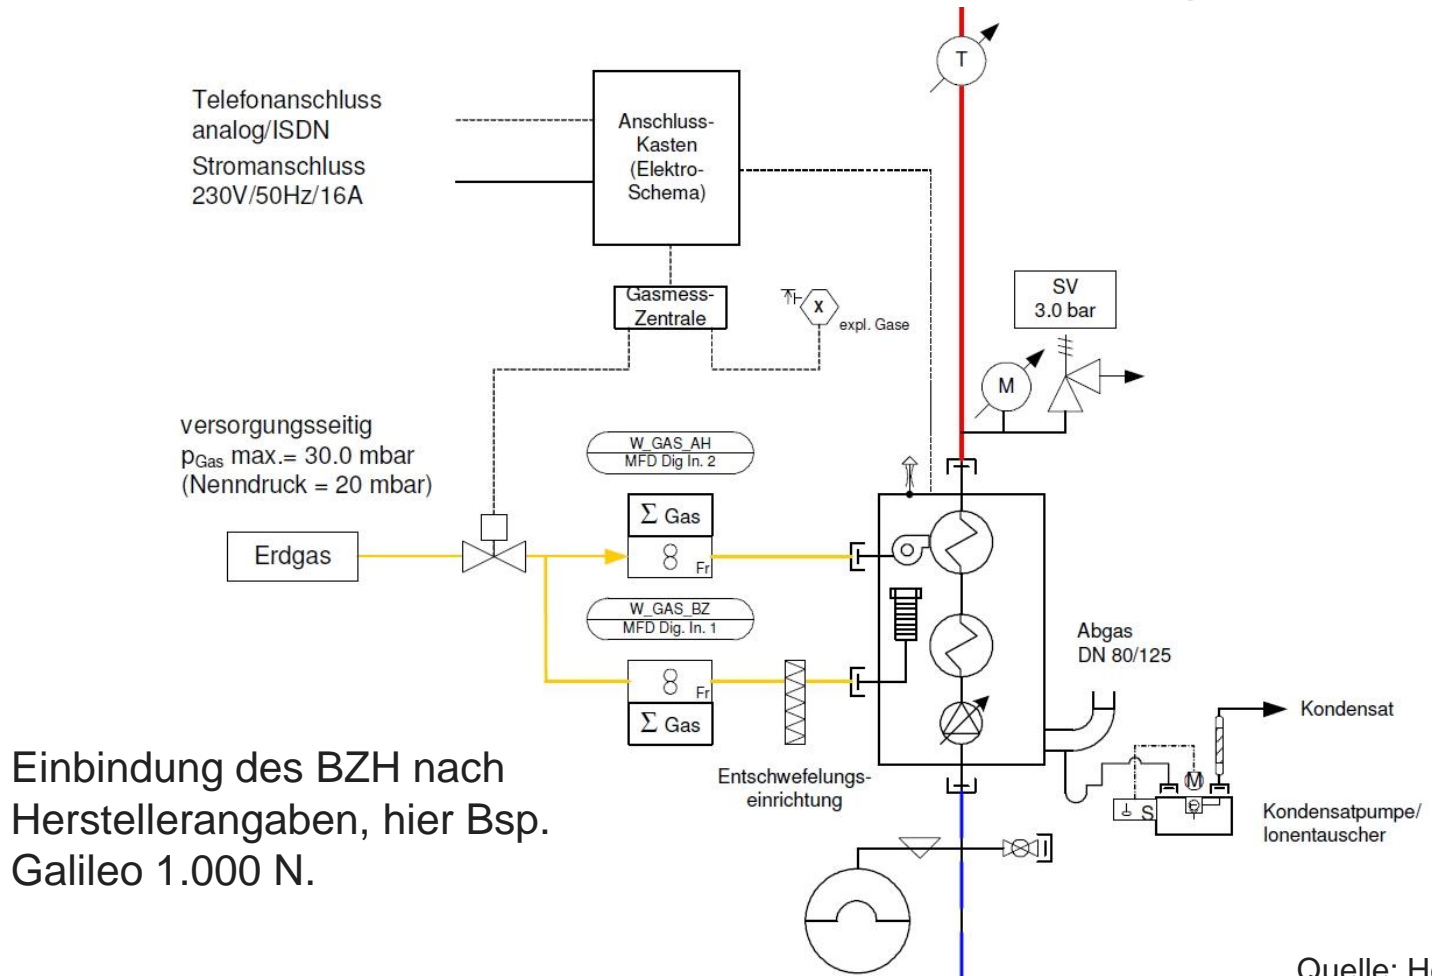 T
Telefonanschluss
analog/ISDN
Stromanschluss
230V/50Hz/16A
Anschluss-
Kasten
(Elektro-
Schema)
Gasmess-
Zentrale
X
expl. Gase
SV
3.0 bar
M
versorgungsseitig
pGas max.= 30.0 mbar
(Nenndruck = 20 mbar)
W_GAS_AH
MFD Dig In. 2
Σ Gas
Fr
Erdgas
W_GAS_BZ
MFD Dig. In. 1
Fr
Σ Gas
Abgas
DN 80/125
Kondensat
Entschwefelungs-
einrichtung
M
S
Kondensatpumpe/
Ionentauscher
Einbindung des BZH nach
Herstellerangaben, hier Bsp.
Galileo 1.000 N.
Quelle: